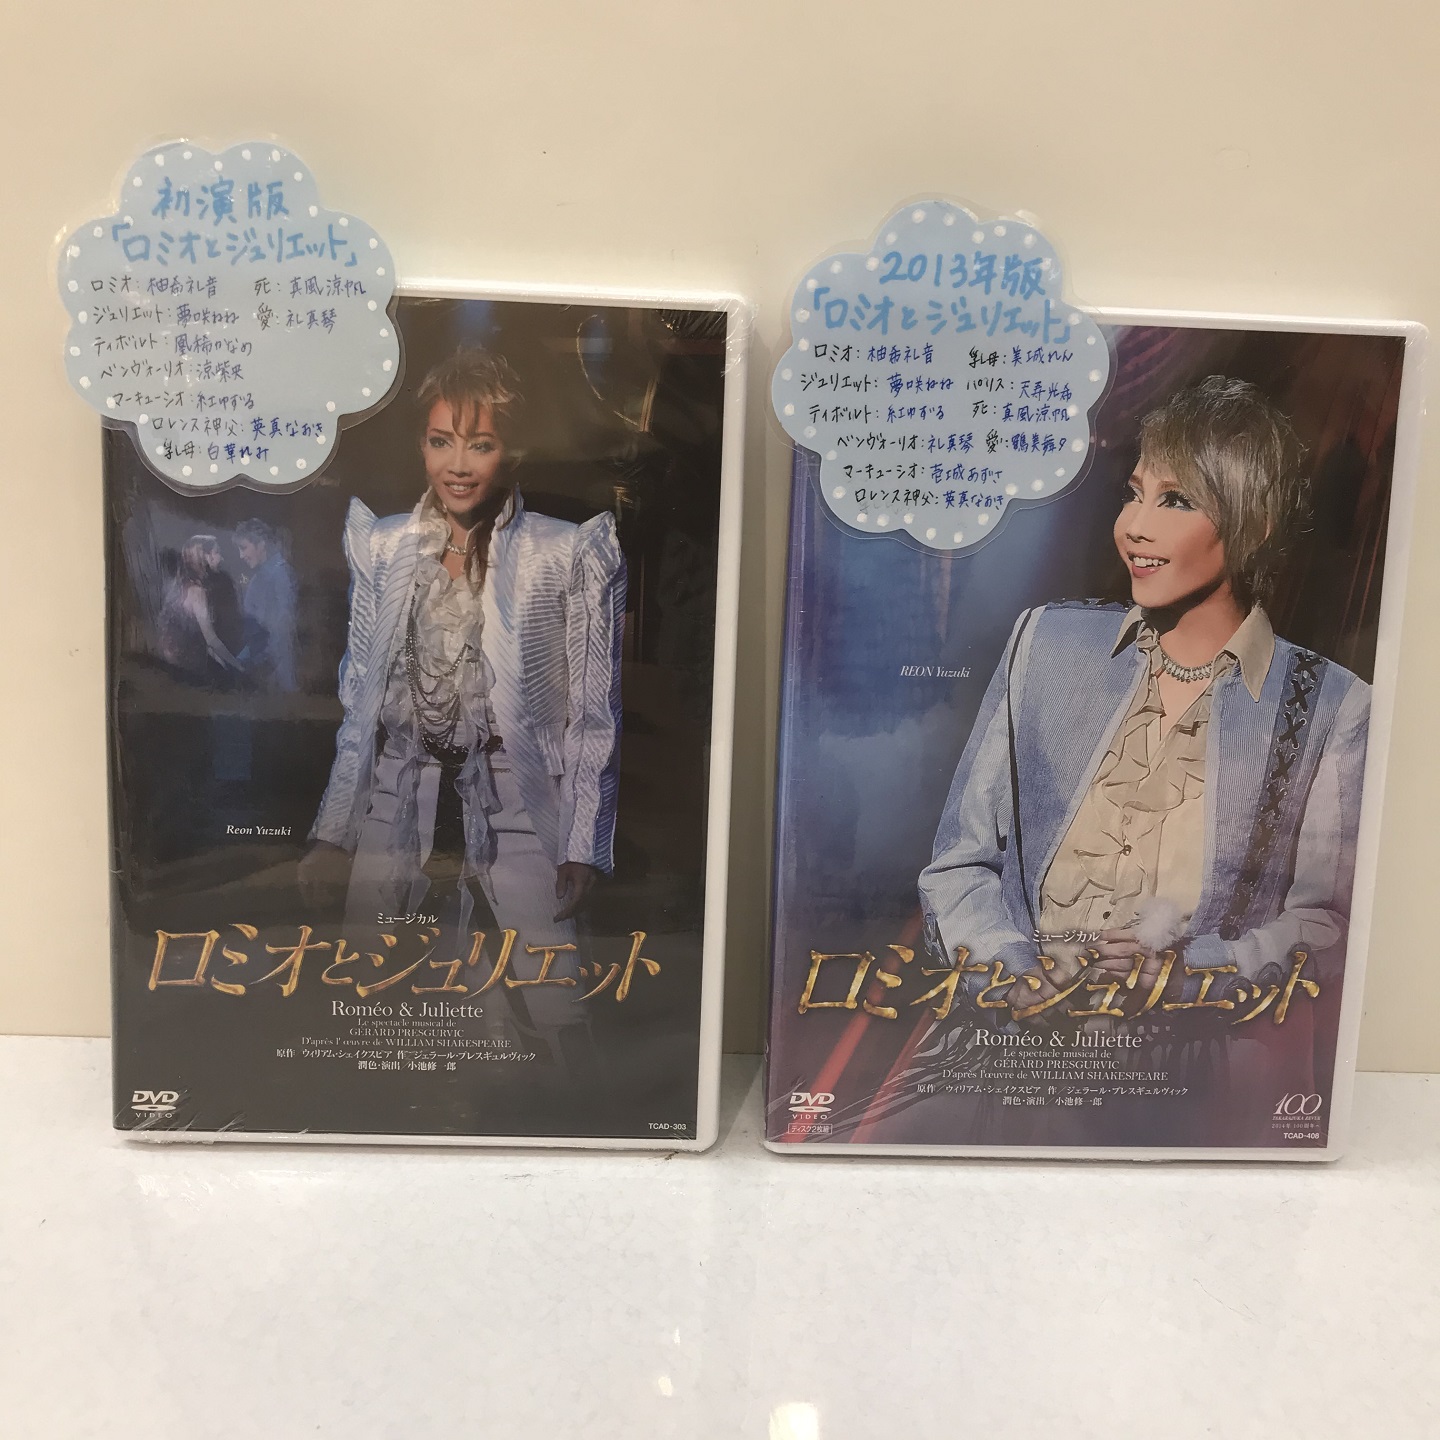 初演版
「ロミオとジュリエット」
ロミオ：柚希礼音 死：真風涼帆
ジュリエット：夢咲ねね 愛：礼真琴
ティボルト：凰稀かなめ
ベンヴォーリオ：涼紫央
マーキューシオ：紅ゆずる
ロレンス神父：英真なおき
乳母：白華れみ
Reon Yuzuki
ミュージカル
ロミオとジュリエット
Roméo & Juliette
Le spectacle musical de
GÉRARD PRESGURVIC
D'après l'œuvre de WILLIAM SHAKESPEARE
原作 ウィリアム・シェイクスピア 作／ジェラール・プレスギュルヴィック
潤色・演出／小池修一郎
DVD
VIDEO
TCAD-303
2013年版
「ロミオとジュリエット」
ロミオ：柚希礼音 乳母：美城れん
ジュリエット：夢咲ねね パリス：天寿光希
ティボルト：紅ゆずる 死：真風涼帆
ベンヴォーリオ：礼真琴 愛：鶴美舞夕
マーキューシオ：壱城あずさ
ロレンス神父：英真なおき
REON Yuzuki
ミュージカル
ロミオとジュリエット
Roméo & Juliette
Le spectacle musical de
GÉRARD PRESGURVIC
D'après l'œuvre de WILLIAM SHAKESPEARE
原作／ウィリアム・シェイクスピア 作／ジェラール・プレスギュルヴィック
潤色・演出／小池修一郎
DVD
VIDEO
ディスク2枚組
100
TAKARAZUKA REVUE
TCAD-408